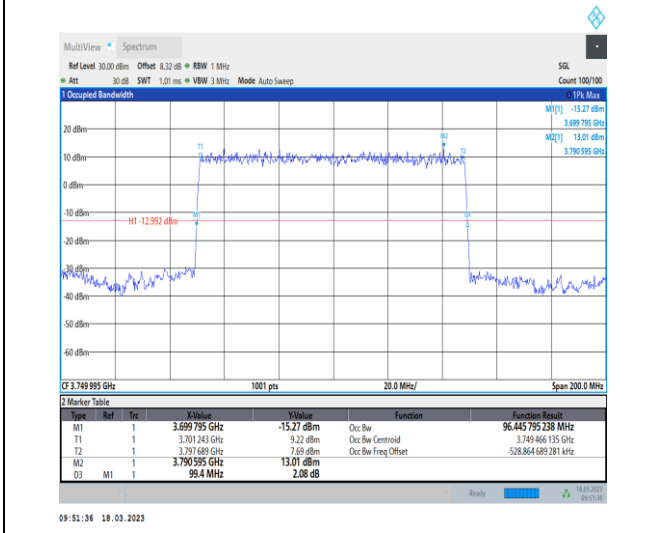 MultiView Spectrum
Ref Level 30.00 dBm Offset 8.32 dB RBW 1 MHz SGL
Att 30 dB SWT 1.01 ms VBW 3 MHz Mode Auto Sweep Count 100/100
1 Occupied Bandwidth 1Pk Max
M1[1] -15.27 dBm
3.699 795 GHz
M2[1] 13.01 dBm
3.790 595 GHz
20 dBm
M2
T1
T2
10 dBm
0 dBm
-10 dBm
M1
D3
H1 -12.992 dBm
-20 dBm
-30 dBm
-40 dBm
-50 dBm
-60 dBm
CF 3.749 995 GHz 1001 pts 20.0 MHz/ Span 200.0 MHz
2 Marker Table
Type Ref Trc X-Value Y-Value Function Function Result
M1 1 3.699 795 GHz -15.27 dBm Occ Bw 96.445 795 238 MHz
T1 1 3.701 243 GHz 9.22 dBm Occ Bw Centroid 3.749 466 135 GHz
T2 1 3.797 689 GHz 7.69 dBm Occ Bw Freq Offset -528.864 689 281 kHz
M2 1 3.790 595 GHz 13.01 dBm
D3 M1 1 99.4 MHz 2.08 dB
Ready 18.03.2023
09:51:36
09:51:36 18.03.2023